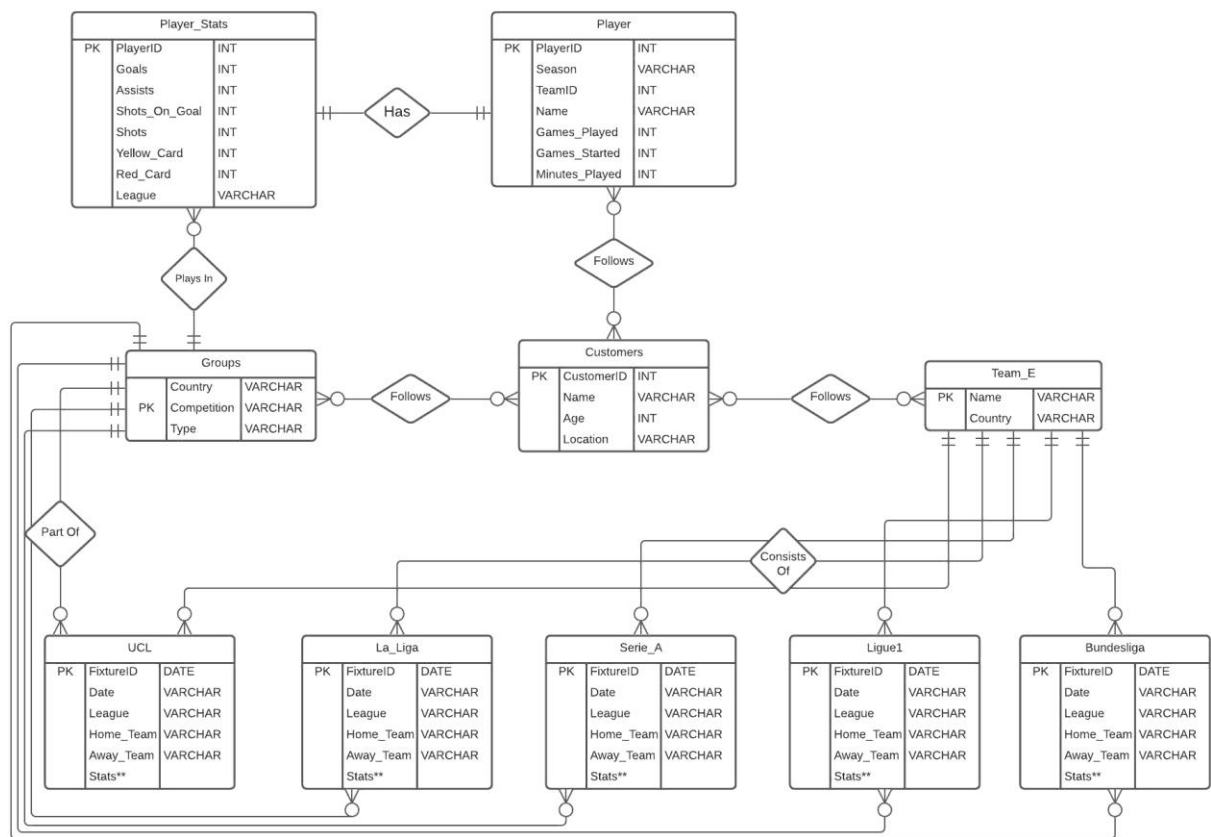 Player_Stats
PK PlayerID INT
Goals INT
Assists INT
Shots_On_Goal INT
Shots INT
Yellow_Card INT
Red_Card INT
League VARCHAR
Player
PK PlayerID INT
Season VARCHAR
TeamID INT
Name VARCHAR
Games_Played INT
Games_Started INT
Minutes_Played INT
Has
Plays In
Follows
Groups
Country VARCHAR
PK Competition VARCHAR
Type VARCHAR
Follows
Customers
PK CustomerID INT
Name VARCHAR
Age INT
Location VARCHAR
Follows
Team_E
PK Name VARCHAR
Country VARCHAR
Part Of
Consists
Of
UCL
PK FixtureID DATE
Date VARCHAR
League VARCHAR
Home_Team VARCHAR
Away_Team VARCHAR
Stats**
La_Liga
PK FixtureID DATE
Date VARCHAR
League VARCHAR
Home_Team VARCHAR
Away_Team VARCHAR
Stats**
Serie_A
PK FixtureID DATE
Date VARCHAR
League VARCHAR
Home_Team VARCHAR
Away_Team VARCHAR
Stats**
Ligue1
PK FixtureID DATE
Date VARCHAR
League VARCHAR
Home_Team VARCHAR
Away_Team VARCHAR
Stats**
Bundesliga
PK FixtureID DATE
Date VARCHAR
League VARCHAR
Home_Team VARCHAR
Away_Team VARCHAR
Stats**